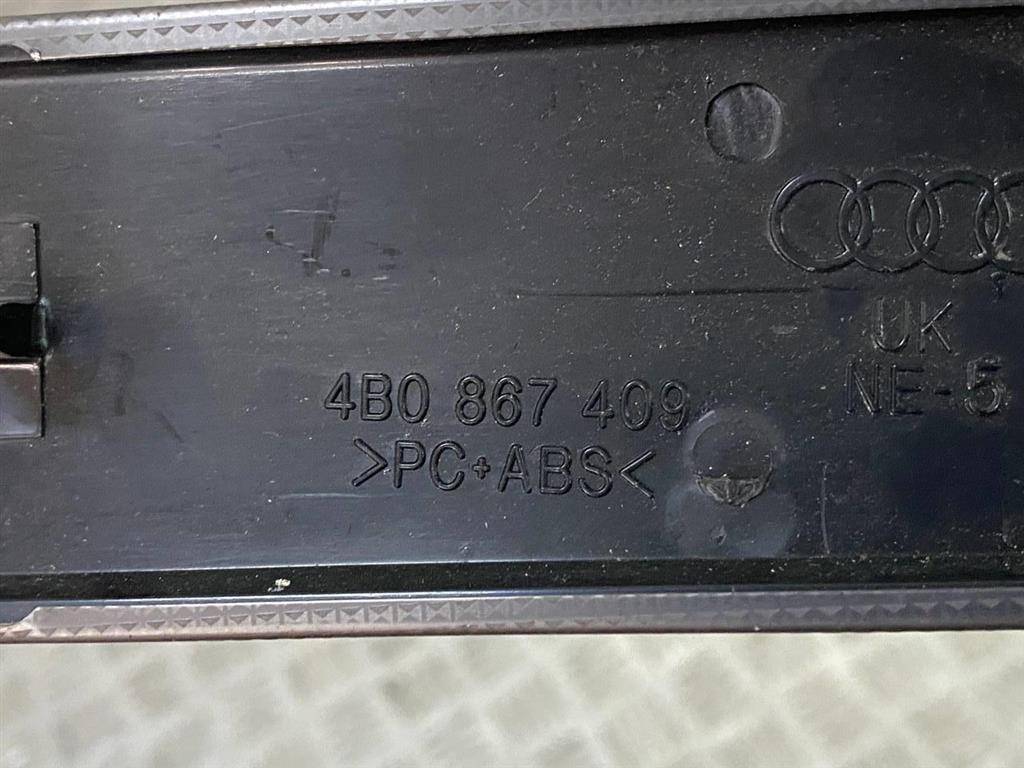 UK
NE-5
4B0 867 409
>PC+ABS<